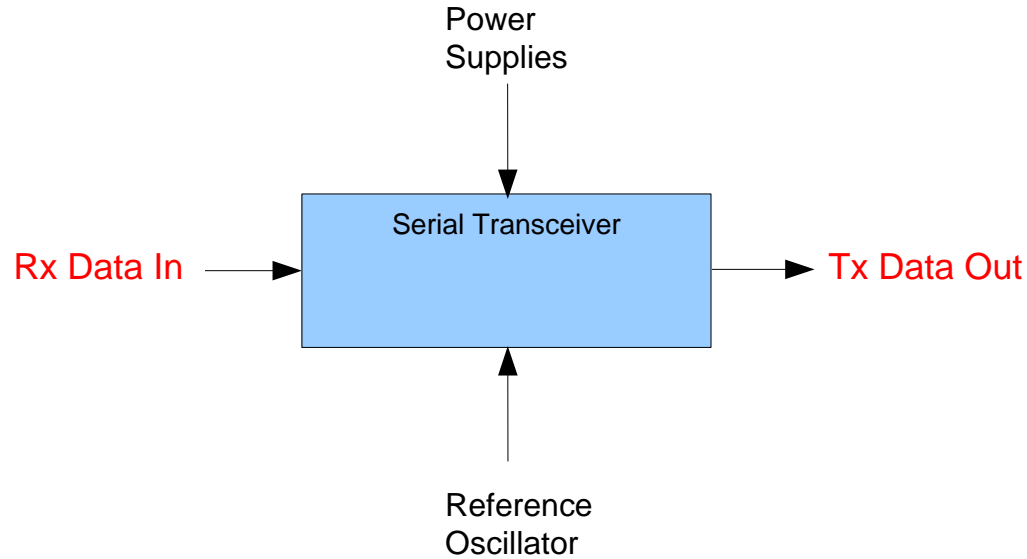 Power
Supplies
Serial Transceiver
Rx Data In
Tx Data Out
Reference
Oscillator